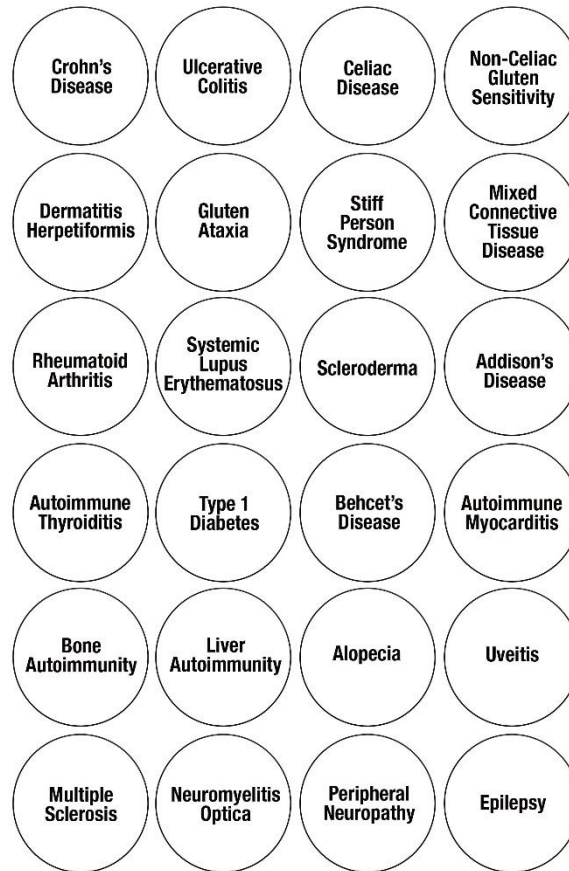 Crohn's
Disease
Ulcerative
Colitis
Celiac
Disease
Non-Celiac
Gluten
Sensitivity
Dermatitis
Herpetiformis
Gluten
Ataxia
Stiff
Person
Syndrome
Mixed
Connective
Tissue
Disease
Rheumatoid
Arthritis
Systemic
Lupus
Erythematosus
Scleroderma
Addison's
Disease
Autoimmune
Thyroiditis
Type 1
Diabetes
Behcet's
Disease
Autoimmune
Myocarditis
Bone
Autoimmunity
Liver
Autoimmunity
Alopecia
Uveitis
Multiple
Sclerosis
Neuromyelitis
Optica
Peripheral
Neuropathy
Epilepsy